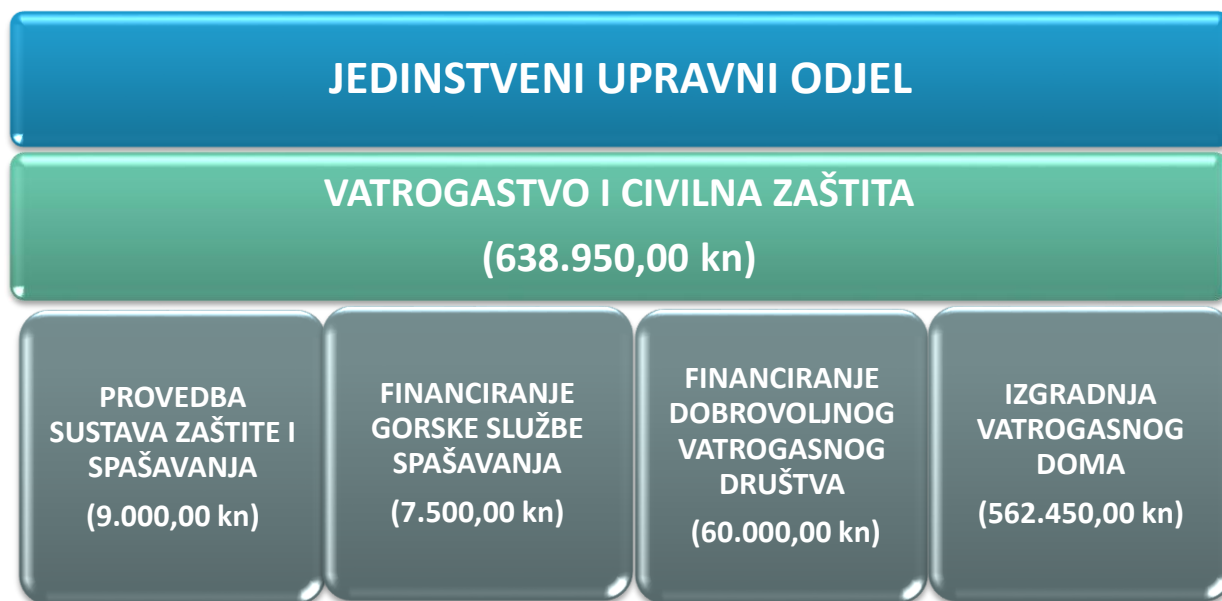 JEDINSTVENI UPRAVNI ODJEL
VATROGASTVO I CIVILNA ZAŠTITA
(638.950,00 kn)
PROVEDBA
SUSTAVA ZAŠTITE I
SPAŠAVANJA
(9.000,00 kn)
FINANCIRANJE
GORSKE SLUŽBE
SPAŠAVANJA
(7.500,00 kn)
FINANCIRANJE
DOBROVOLJNOG
VATROGASNOG
DRUŠTVA
(60.000,00 kn)
IZGRADNJA
VATROGASNOG
DOMA
(562.450,00 kn)